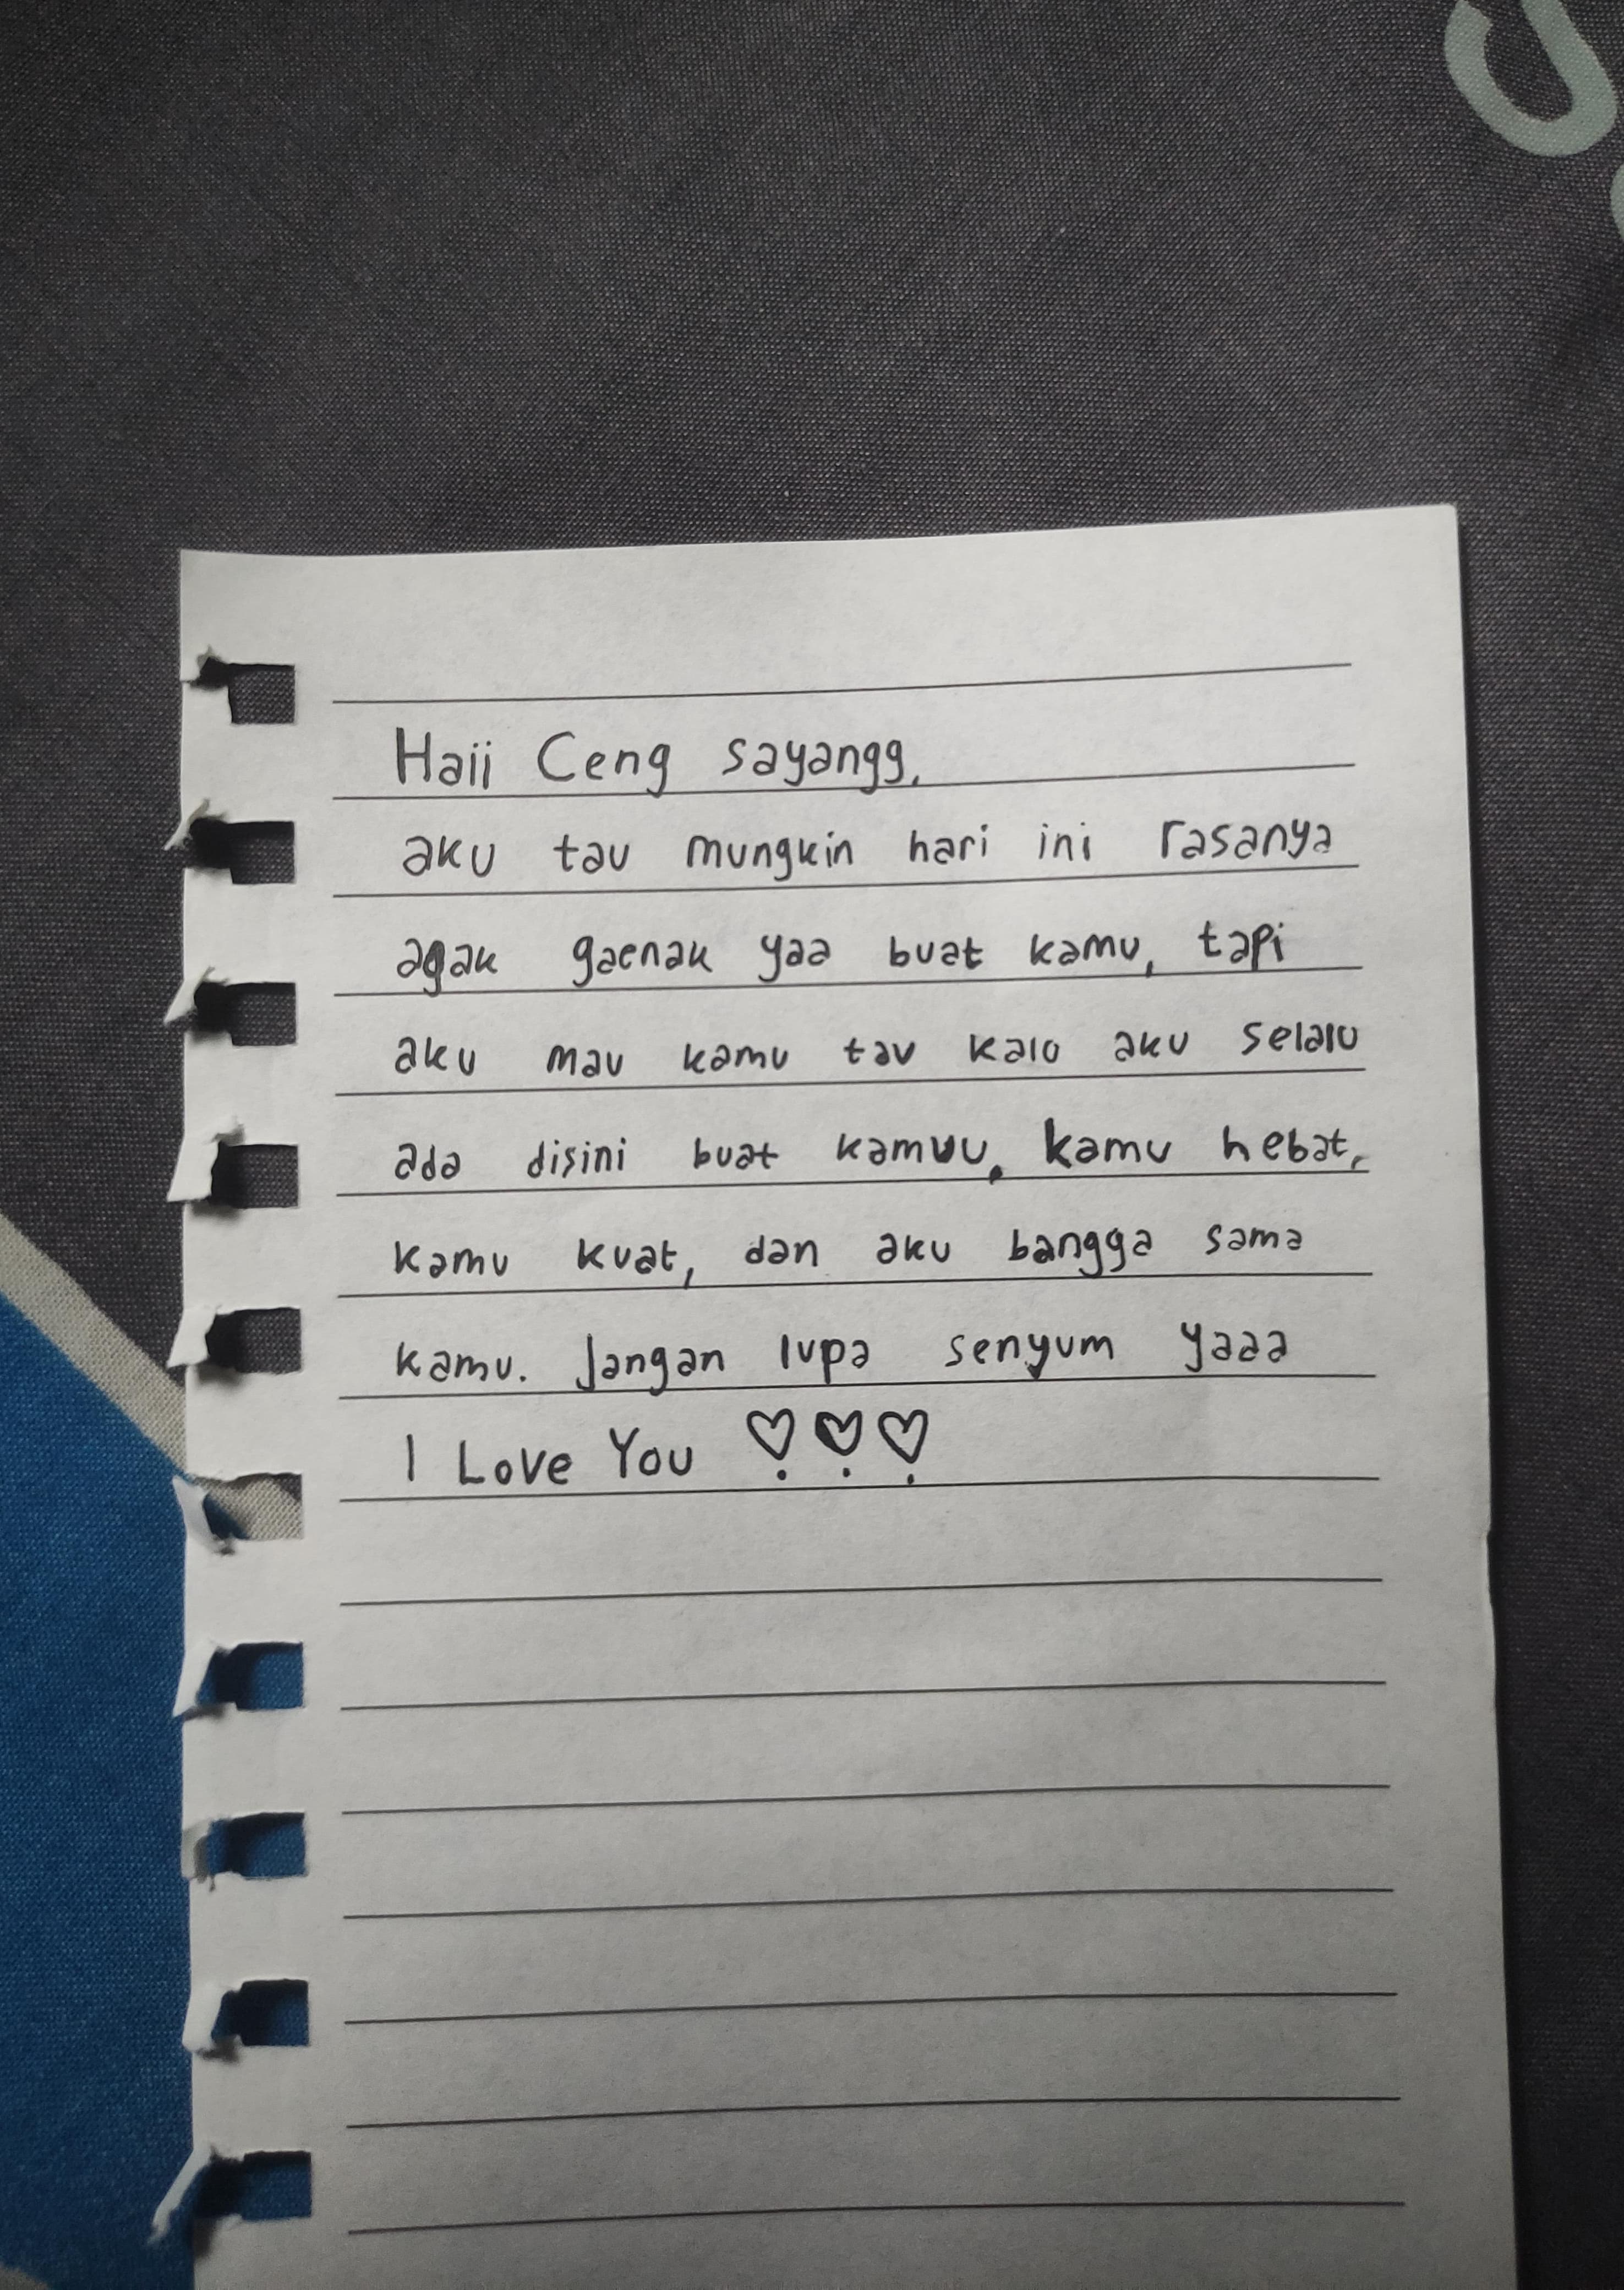 Haii Ceng sayangg,
aku tau mungkin hari ini rasanya
agak gaenak yaa buat kamu, tapi
aku mau kamu tau kalo aku selalu
ada disini buat kamuu, kamu hebat,
kamu kuat, dan aku bangga sama
kamu. Jangan lupa senyum yaaa
I Love You ♡♡♡